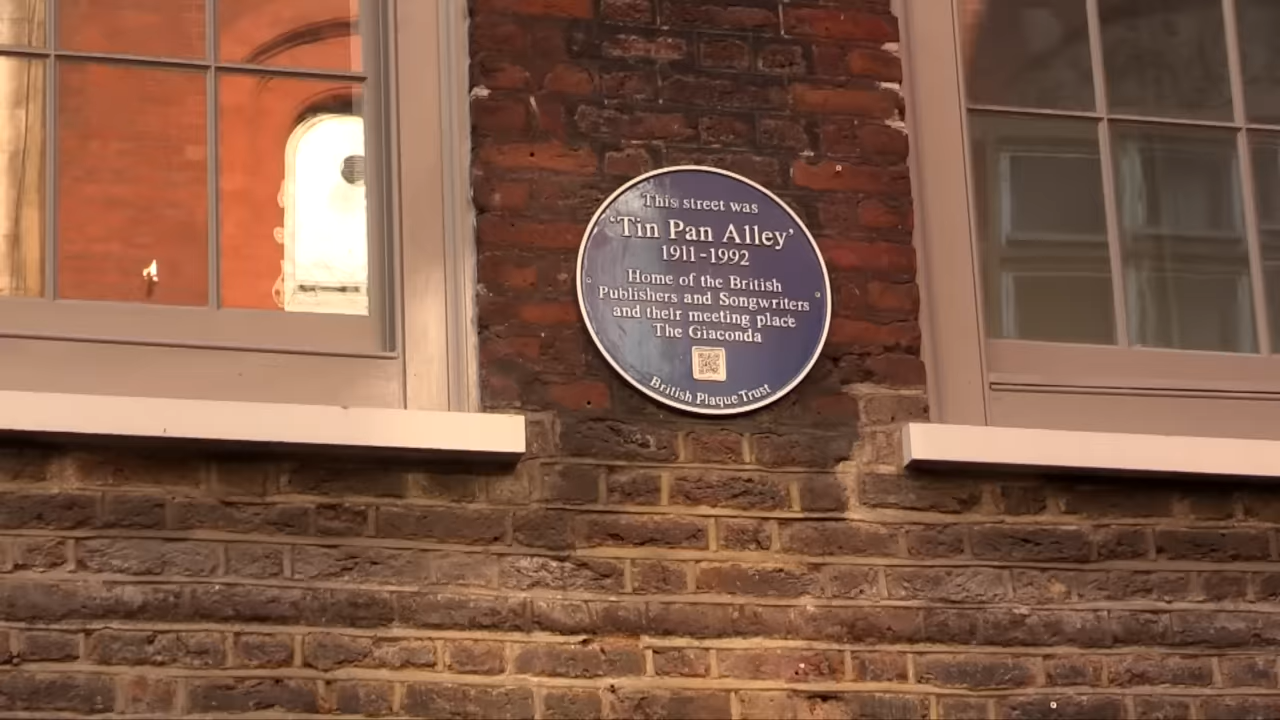 This street was
'Tin Pan Alley'
1911-1992
Home of the British
Publishers and Songwriters
and their meeting place
The Giaconda
British Plaque Trust